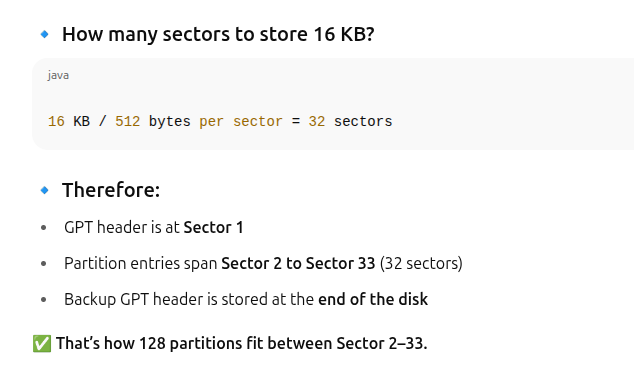 🔹 How many sectors to store 16 KB?
java
16 KB / 512 bytes per sector = 32 sectors
🔹 Therefore:
• GPT header is at Sector 1
• Partition entries span Sector 2 to Sector 33 (32 sectors)
• Backup GPT header is stored at the end of the disk
✅ That’s how 128 partitions fit between Sector 2–33.